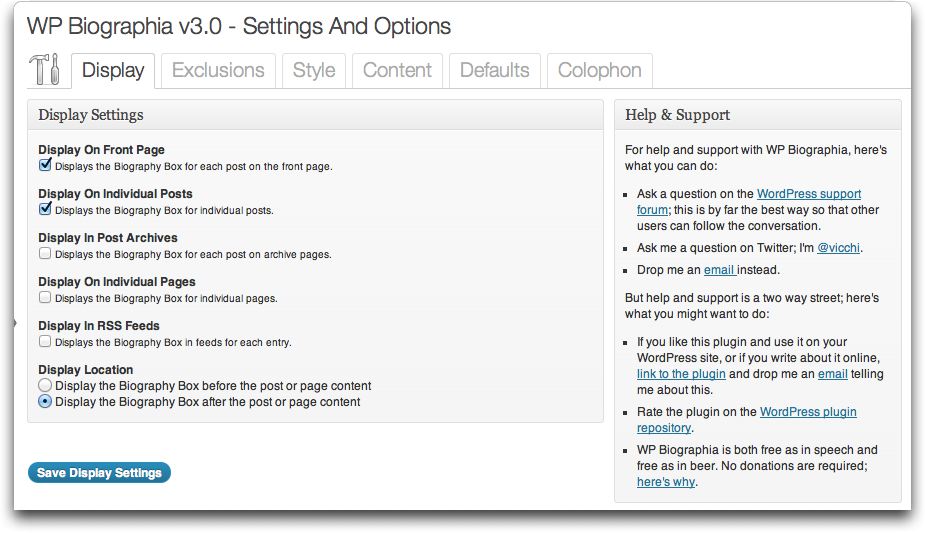 WP Biographia v3.0 - Settings And Options
Display
Exclusions
Style
Content
Defaults
Colophon
Display Settings
Display On Front Page
Displays the Biography Box for each post on the front page.
Display On Individual Posts
Displays the Biography Box for individual posts.
Display In Post Archives
Displays the Biography Box for each post on archive pages.
Display On Individual Pages
Displays the Biography Box for individual pages.
Display In RSS Feeds
Displays the Biography Box in feeds for each entry.
Display Location
Display the Biography Box before the post or page content
Display the Biography Box after the post or page content
Save Display Settings
Help & Support
For help and support with WP Biographia, here's
what you can do:
Ask a question on the WordPress support
forum; this is by far the best way so that other
users can follow the conversation.
Ask me a question on Twitter; I'm @vicchi.
Drop me an email instead.
But help and support is a two way street; here's
what you might want to do:
If you like this plugin and use it on your
WordPress site, or if you write about it online,
link to the plugin and drop me an email telling
me about this.
Rate the plugin on the WordPress plugin
repository.
WP Biographia is both free as in speech and
free as in beer. No donations are required;
here's why.